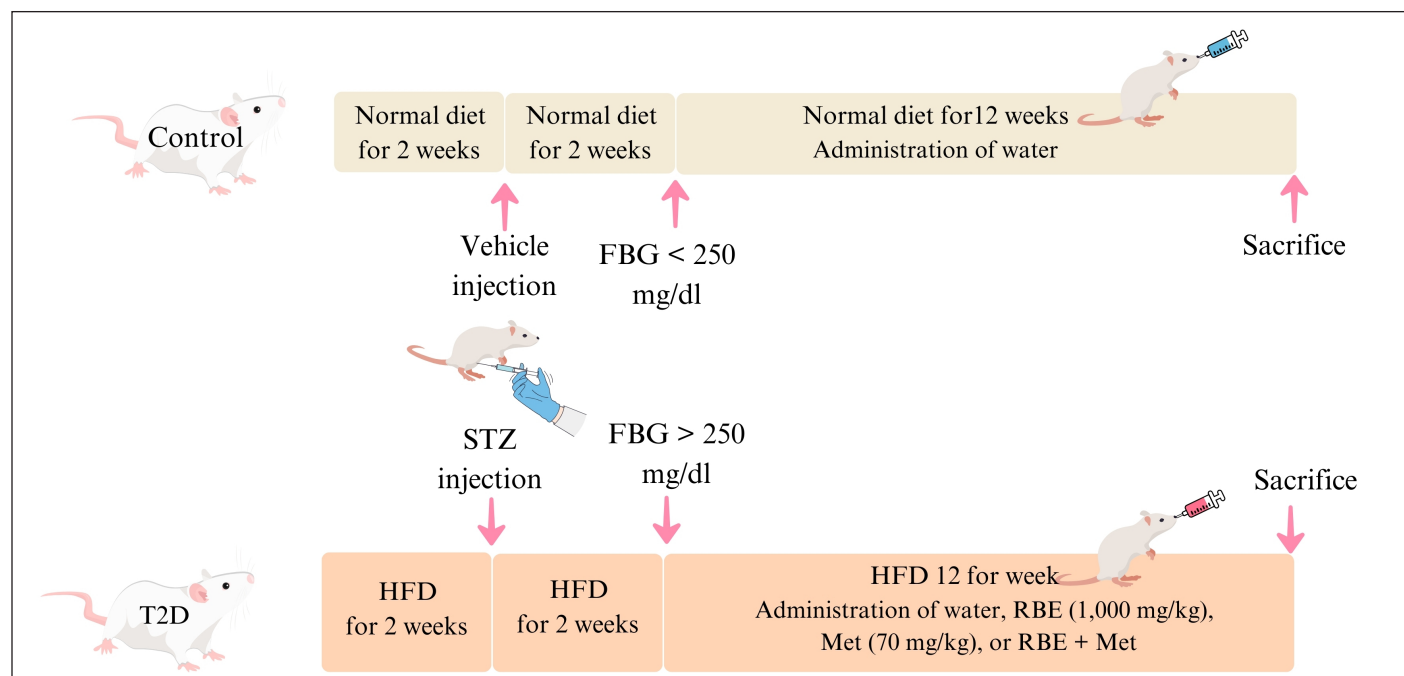 Control
Normal diet
for 2 weeks
Normal diet
for 2 weeks
Normal diet for12 weeks
Administration of water
Vehicle
injection
FBG < 250
mg/dl
Sacrifice
STZ
injection
FBG > 250
mg/dl
Sacrifice
T2D
HFD
for 2 weeks
HFD
for 2 weeks
HFD 12 for week
Administration of water, RBE (1,000 mg/kg),
Met (70 mg/kg), or RBE + Met